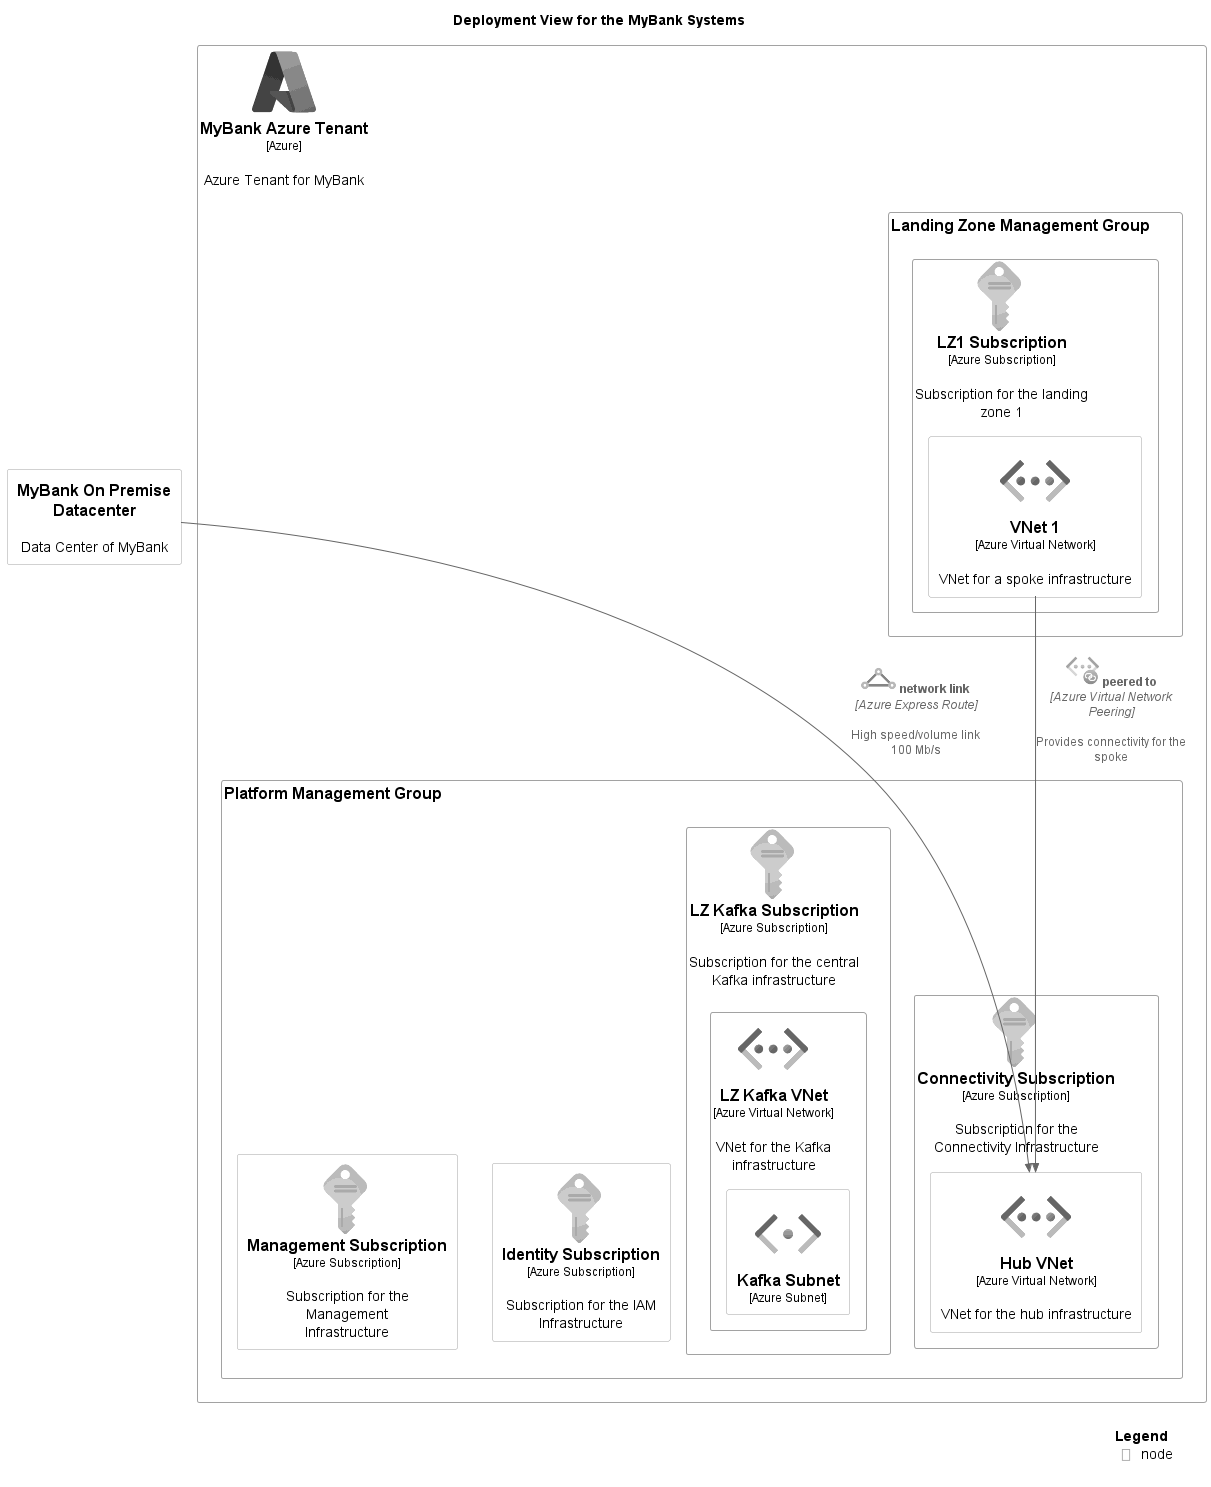 Deployment View for the MyBank Systems
MyBank Azure Tenant
[Azure]
Azure Tenant for MyBank
Landing Zone Management Group
LZ1 Subscription
[Azure Subscription]
Subscription for the landing
zone 1
VNet 1
[Azure Virtual Network]
VNet for a spoke infrastructure
MyBank On Premise
Datacenter
Data Center of MyBank
network link
[Azure Express Route]
High speed/volume link
100 Mb/s
peered to
[Azure Virtual Network
Peering]
Provides connectivity for the
spoke
Platform Management Group
LZ Kafka Subscription
[Azure Subscription]
Subscription for the central
Kafka infrastructure
LZ Kafka VNet
[Azure Virtual Network]
VNet for the Kafka
infrastructure
Kafka Subnet
[Azure Subnet]
Connectivity Subscription
[Azure Subscription]
Subscription for the
Connectivity Infrastructure
Hub VNet
[Azure Virtual Network]
VNet for the hub infrastructure
Management Subscription
[Azure Subscription]
Subscription for the
Management
Infrastructure
Identity Subscription
[Azure Subscription]
Subscription for the IAM
Infrastructure
Legend
node